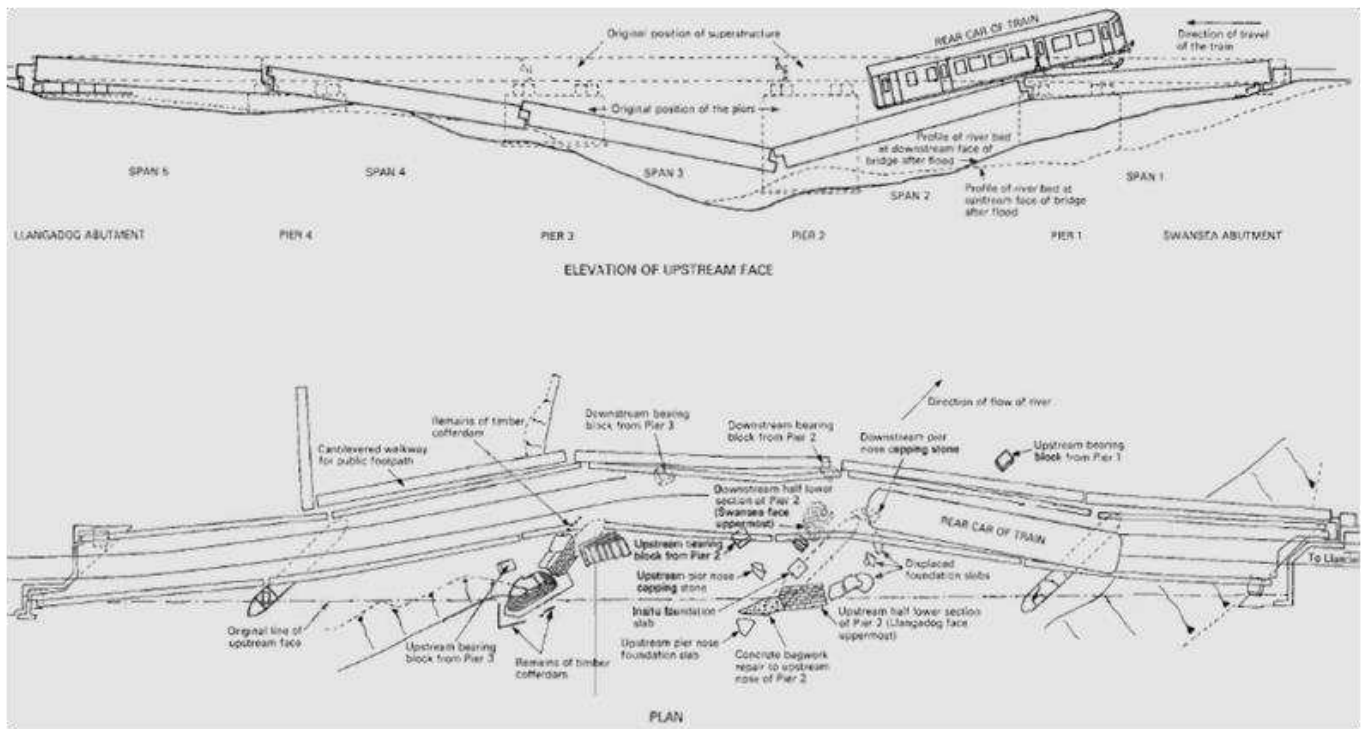 Original position of superstructure
REAR CAR OF TRAIN
Direction of travel
of the train
Original position of the piers
Profile of river bed
at downstream face of
bridge after flood
SPAN 5
SPAN 4
SPAN 3
SPAN 2
SPAN 1
Profile of river bed at
upstream face of bridge
after flood
LLANGADOG ABUTMENT
PIER 4
PIER 3
PIER 2
PIER 1
SWANSEA ABUTMENT
ELEVATION OF UPSTREAM FACE
Direction of flow of river
Remains of timber
cofferdam
Downstream bearing
block from Pier 3
Downstream bearing
block from Pier 2
Downstream pier
nose capping stone
Upstream bearing
block from Pier 1
Cantilevered walkway
for public footpath
Downstream half lower
section of Pier 2
(Swansea face
uppermost)
REAR CAR OF TRAIN
Upstream bearing
block from Pier 2
To
Displaced
foundation slabs
Upstream pier nose
capping stone
Insitu foundation
slab
Upstream half lower section
of Pier 2 (Llangadog face
uppermost)
Original line of
upstream face
Upstream bearing
block from Pier 3
Remains of timber
cofferdam
Upstream pier nose
foundation slab
Concrete bagwork
repair to upstream
nose of Pier 2
PLAN